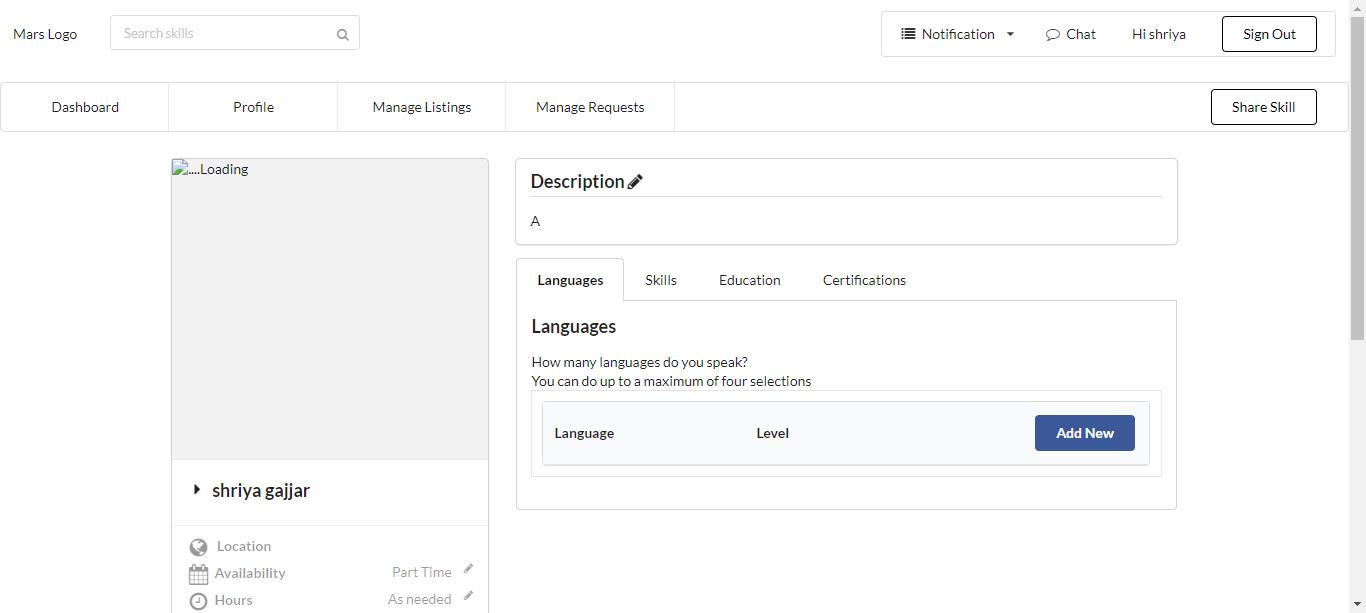 Mars Logo
Search skills
Notification
Chat
Hi shriya
Sign Out
Dashboard
Profile
Manage Listings
Manage Requests
Share Skill
....Loading
Description
A
Languages
Skills
Education
Certifications
Languages
How many languages do you speak?
You can do up to a maximum of four selections
Language
Level
Add New
shriya gajjar
Location
Availability
Part Time
Hours
As needed